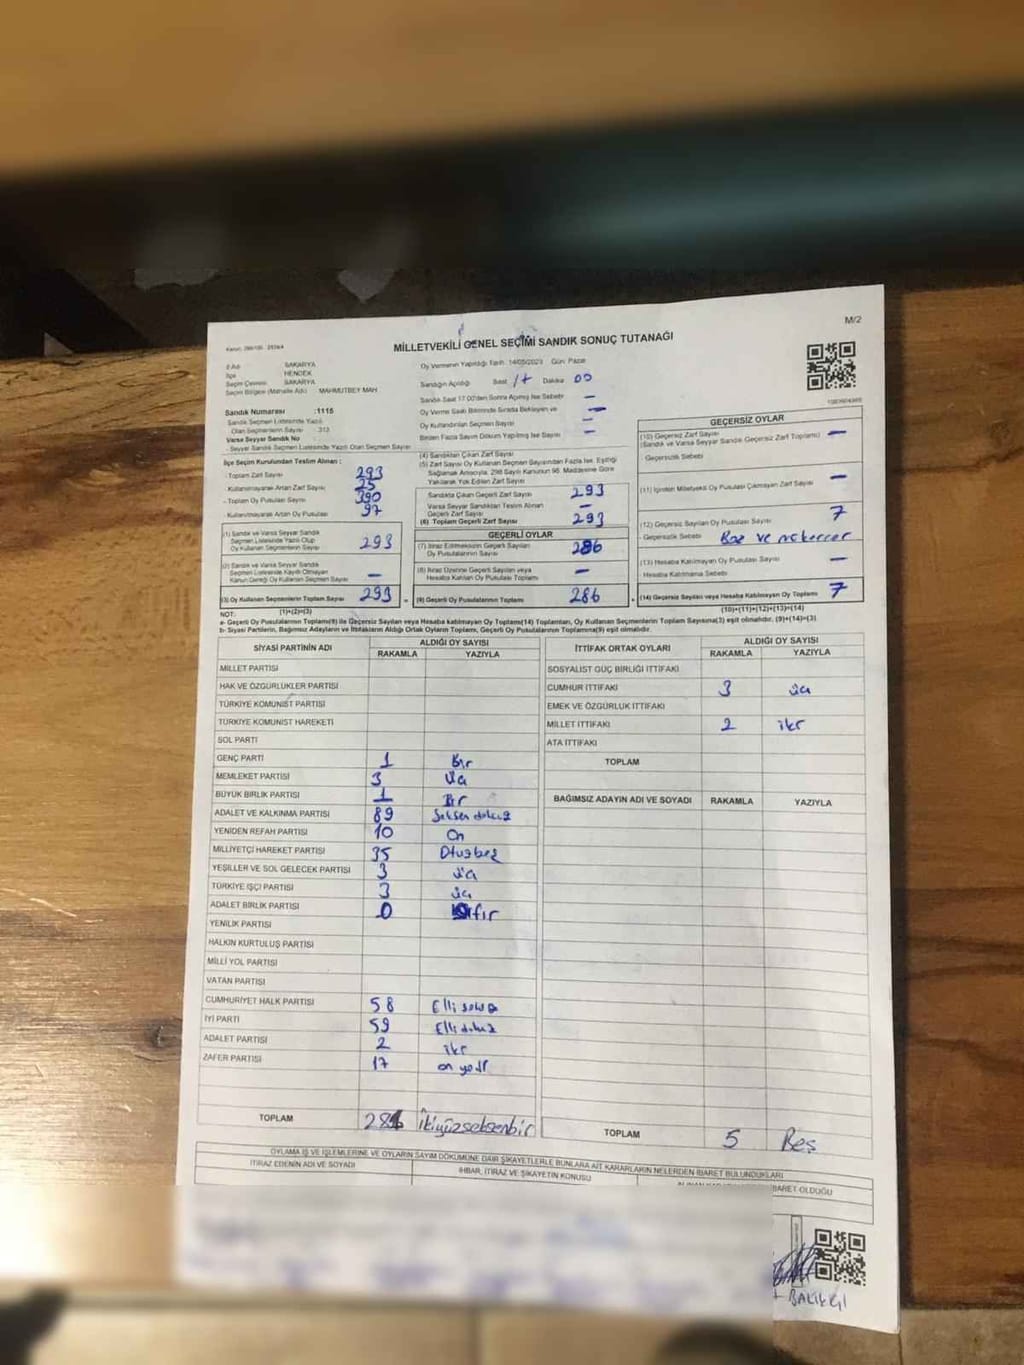 M/2
MİLLETVEKİLİ GENEL SEÇİMİ SANDIK SONUÇ TUTANAĞI
İl Adı SAKARYA
İlçe HENDEK
Seçim Çevresi SAKARYA
Seçim Bölgesi (Mahalle Adı) MAHMUTBEY MAH.
Sandık Numarası :1115
Sandık Seçmen Listesinde Yazılı
Olan Seçmenlerin Sayısı : 313
Varsa Seyyar Sandık No
- Seyyar Sandık Seçmen Listesinde Yazılı Olan Seçmen Sayısı
Oy Vermenin Yapıldığı Tarih: 14/05/2023 Gün: Pazar
Sandığın Açıldığı Saat 17 Dakika 00
Sandık Saat 17.00'den Sonra Açılmış İse Sebebi —
Oy Verme Saati Bitiminde Sırada Bekleyen ve —
Oy Kullandırılan Seçmen Sayısı —
Birden Fazla Sayım Döküm Yapılmış İse Sayısı —
İlçe Seçim Kurulundan Teslim Alınan :
- Toplam Zarf Sayısı 293
- Kullanılmayarak Artan Zarf Sayısı 25
- Toplam Oy Pusulası Sayısı 390
- Kullanılmayarak Artan Oy Pusulası 97
(1) Sandık ve Varsa Seyyar Sandık
Seçmen Listesinde Yazılı Olup
Oy Kullanan Seçmenlerin Sayısı 293
(2) Sandık ve Varsa Seyyar Sandık
Seçmen Listesinde Kayıtlı Olmayan
Kanun Gereği Oy Kullanan Seçmen Sayısı —
(3) Oy Kullanan Seçmenlerin Toplam Sayısı 293
(4) Sandıktan Çıkan Zarf Sayısı
(5) Zarf Sayısı Oy Kullanan Seçmen Sayısından Fazla İse, Eşitliği
Sağlamak Amacıyla, 298 Sayılı Kanunun 98. Maddesine Göre
Yakılarak Yok Edilen Zarf Sayısı
Sandıkta Çıkan Geçerli Zarf Sayısı 293
Varsa Seyyar Sandıktan Teslim Alınan
Geçerli Zarf Sayısı —
(6) Toplam Geçerli Zarf Sayısı 293
GEÇERLİ OYLAR
(7) İtiraz Edilmeksizin Geçerli Sayılan
Oy Pusulalarının Sayısı 286
(8) İtiraz Üzerine Geçerli Sayılan veya
Hesaba Katılan Oy Pusulalarının Toplamı —
(9) Geçerli Oy Pusulalarının Toplamı 286
GEÇERSİZ OYLAR
(10) Geçersiz Zarf Sayısı
(Sandık ve Varsa Seyyar Sandık Geçersiz Zarf Toplamı) —
- Geçersizlik Sebebi
(11) İçinden Milletvekili Oy Pusulası Çıkmayan Zarf Sayısı —
(12) Geçersiz Sayılan Oy Pusulası Sayısı 7
- Geçersizlik Sebebi Boş ve mükerrer
(13) Hesaba Katılmayan Oy Pusulası Sayısı —
- Hesaba Katılmama Sebebi
(14) Geçersiz Sayılan veya Hesaba Katılmayan Oy Toplamı 7
NOT: (1)+(2)=(3) (10)+(11)+(12)+(13)=(14)
a- Geçerli Oy Pusulaları(9) ile Geçersiz Sayılan veya Hesaba Katılmayan Oy Toplamı(14) Toplamları, Oy Kullanan Seçmenlerin Toplam Sayısına(3) eşit olmalıdır. (9)+(14)=(3)
b- Siyasi Partilerin, Bağımsız Adayların ve İttifakların Aldığı Ortak Oyların Toplamı, Geçerli Oy Pusulalarının Toplamına(9) eşit olmalıdır.
SİYASİ PARTİNİN ADI ALDIĞI OY SAYISI
RAKAMLA YAZIYLA
MİLLET PARTİSİ
HAK VE ÖZGÜRLÜKLER PARTİSİ
TÜRKİYE KOMÜNİST PARTİSİ
TÜRKİYE KOMÜNİST HAREKETİ
SOL PARTİ
GENÇ PARTİ 1 Bir
MEMLEKET PARTİSİ 3 üç
BÜYÜK BİRLİK PARTİSİ 1 Bir
ADALET VE KALKINMA PARTİSİ 89 Seksen dokuz
YENİDEN REFAH PARTİSİ 10 On
MİLLİYETÇİ HAREKET PARTİSİ 35 Otuzbeş
YEŞİLLER VE SOL GELECEK PARTİSİ 3 üç
TÜRKİYE İŞÇİ PARTİSİ 3 üç
ADALET BİRLİK PARTİSİ 0 Sıfır
YENİLİK PARTİSİ
HALKIN KURTULUŞ PARTİSİ
MİLLİ YOL PARTİSİ
VATAN PARTİSİ
CUMHURİYET HALK PARTİSİ 58 Elli sekiz
İYİ PARTİ 59 Elli dokuz
ADALET PARTİSİ 2 iki
ZAFER PARTİSİ 17 on yedi
TOPLAM 281 İkiyüzseksenbir
İTTİFAK ORTAK OYLARI ALDIĞI OY SAYISI
RAKAMLA YAZIYLA
SOSYALİST GÜÇ BİRLİĞİ İTTİFAKI
CUMHUR İTTİFAKI 3 üç
EMEK VE ÖZGÜRLÜK İTTİFAKI
MİLLET İTTİFAKI 2 iki
ATA İTTİFAKI
TOPLAM
BAĞIMSIZ ADAYIN ADI VE SOYADI RAKAMLA YAZIYLA
TOPLAM 5 Beş
OYLAMA İŞ VE İŞLEMLERİNE VE OYLARIN SAYIM DÖKÜMÜNE DAİR ŞİKAYETLERLE BUNLARA AİT KARARLARIN NELERDEN İBARET BULUNDUKLARI
İTİRAZ EDENİN ADI VE SOYADI İHBAR, İTİRAZ VE ŞİKAYETİN KONUSU İBARET OLDUĞU